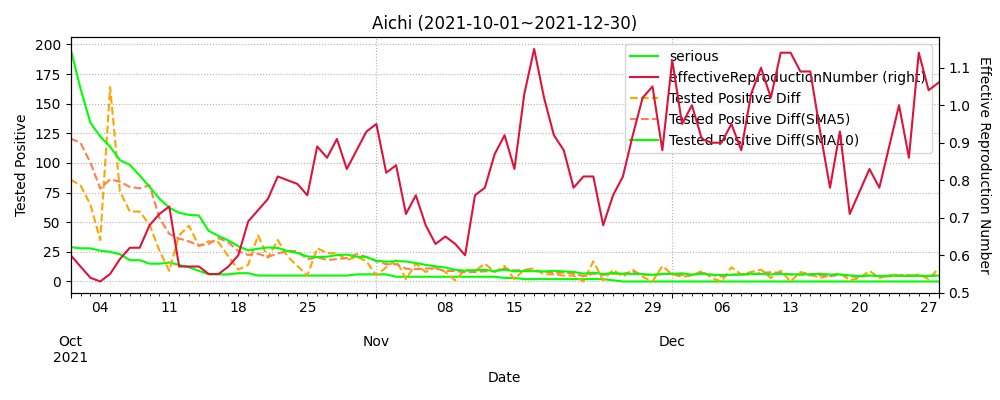 Aichi (2021-10-01~2021-12-30)
serious
effectiveReproductionNumber (right)
Tested Positive Diff
Tested Positive Diff(SMA5)
Tested Positive Diff(SMA10)
Tested Positive
200
175
150
125
100
75
50
25
0
Effective Reproduction Number
1.1
1.0
0.9
0.8
0.7
0.6
0.5
04 11 18 25 08 15 22 29 06 13 20 27
Oct Nov Dec
2021
Date